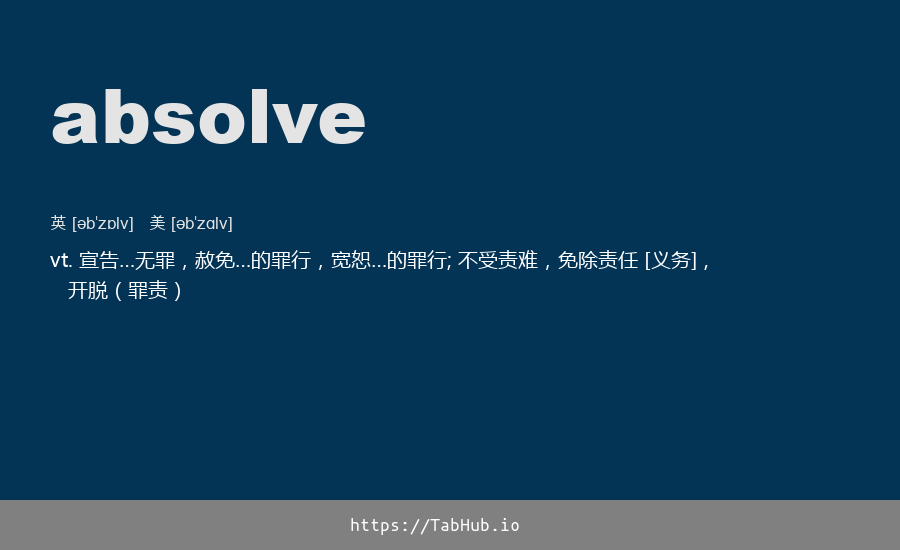 absolve
英 [əb'zɒlv] 美 [əb'zɑlv]
vt. 宣告…无罪，赦免…的罪行，宽恕…的罪行; 不受责难，免除责任 [义务]，
开脱（罪责）
https://TabHub.io